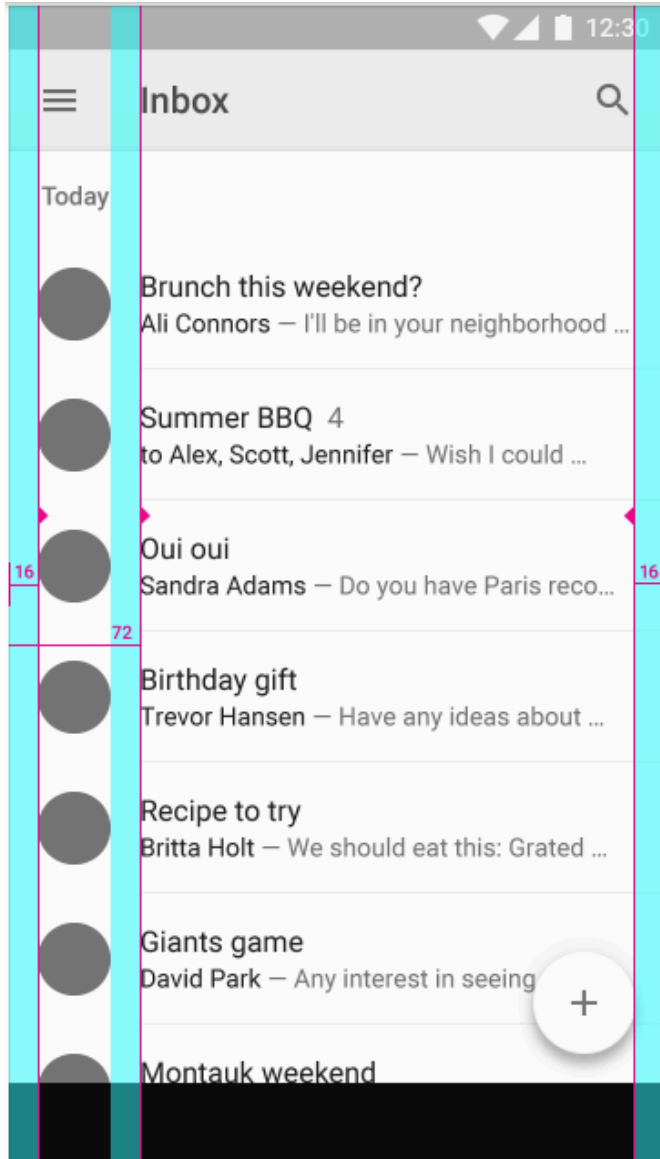 12:30
Inbox
Today
Brunch this weekend?
Ali Connors — I'll be in your neighborhood ...
Summer BBQ 4
to Alex, Scott, Jennifer — Wish I could ...
Oui oui
16
16
Sandra Adams — Do you have Paris reco...
72
Birthday gift
Trevor Hansen — Have any ideas about ...
Recipe to try
Britta Holt — We should eat this: Grated ...
Giants game
David Park — Any interest in seeing
+
Montauk weekend